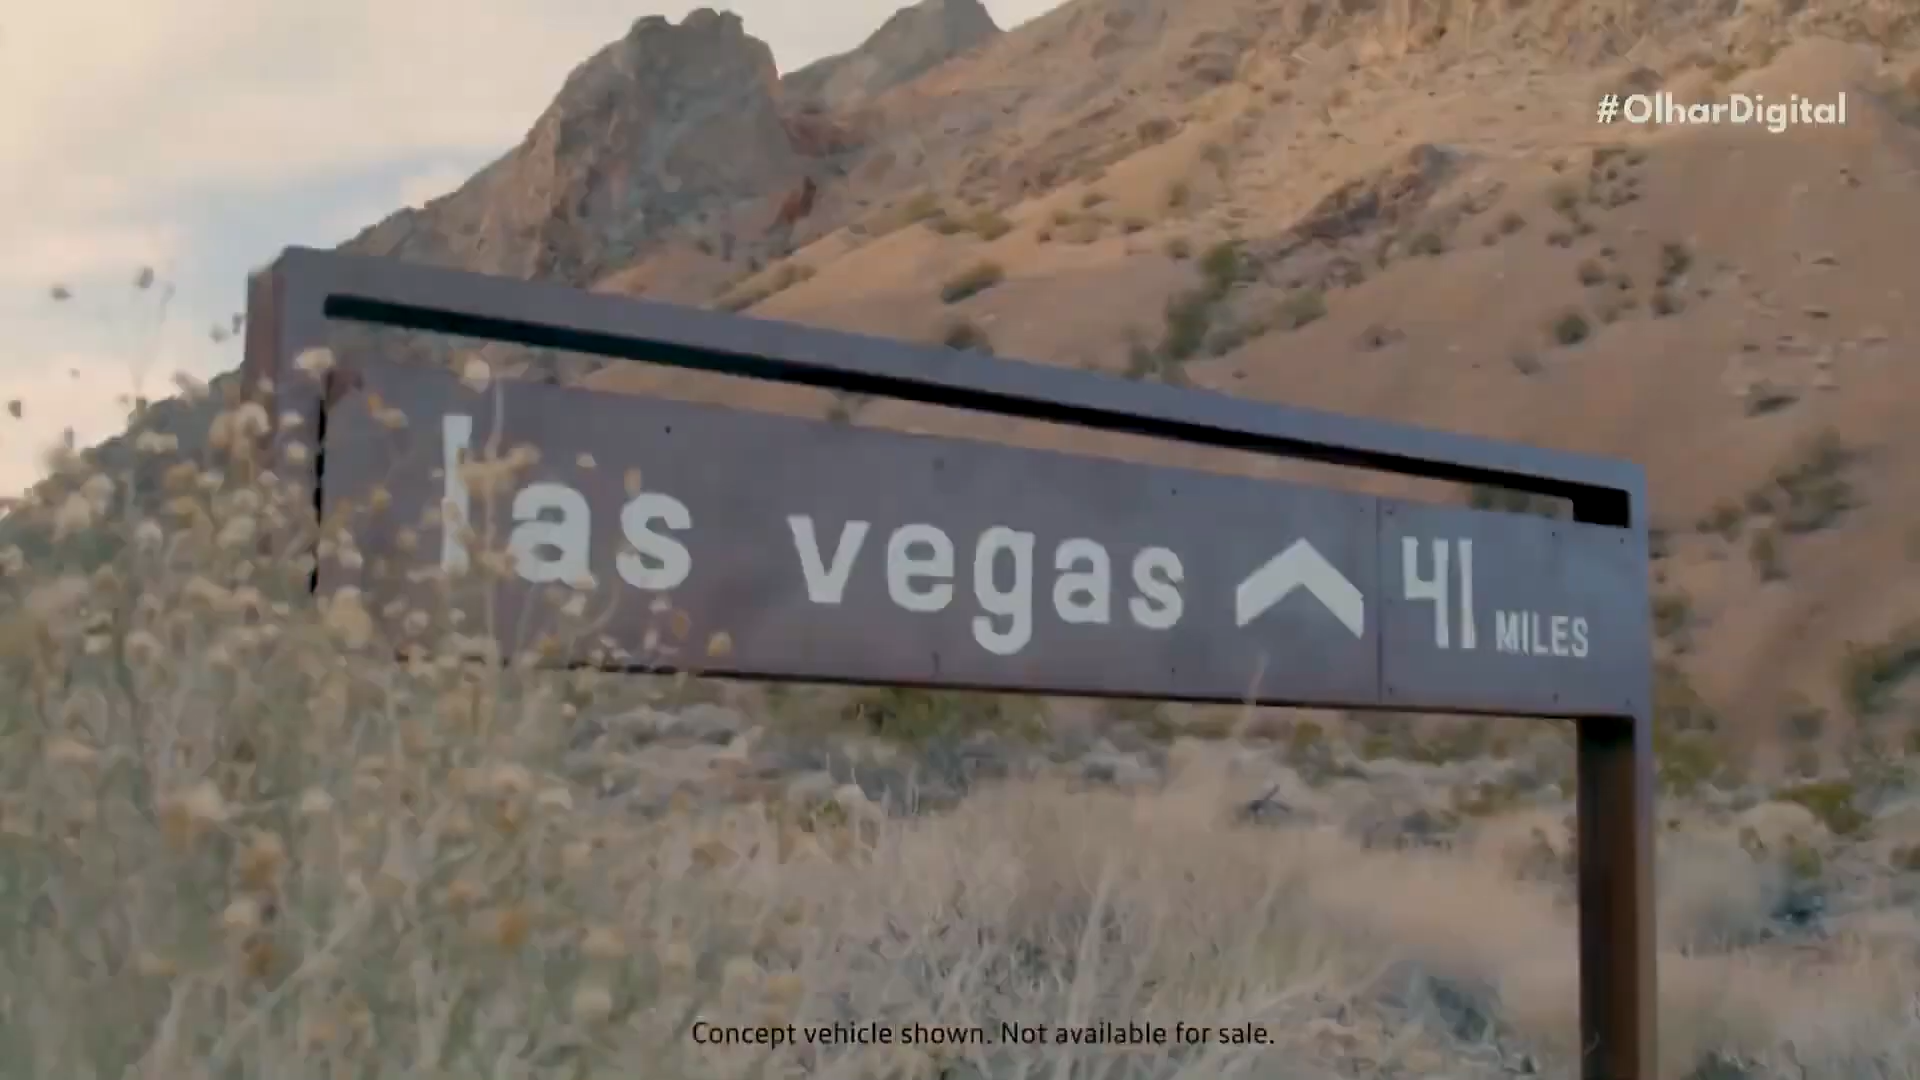 #OlharDigital
las vegas 41 MILES
Concept vehicle shown. Not available for sale.